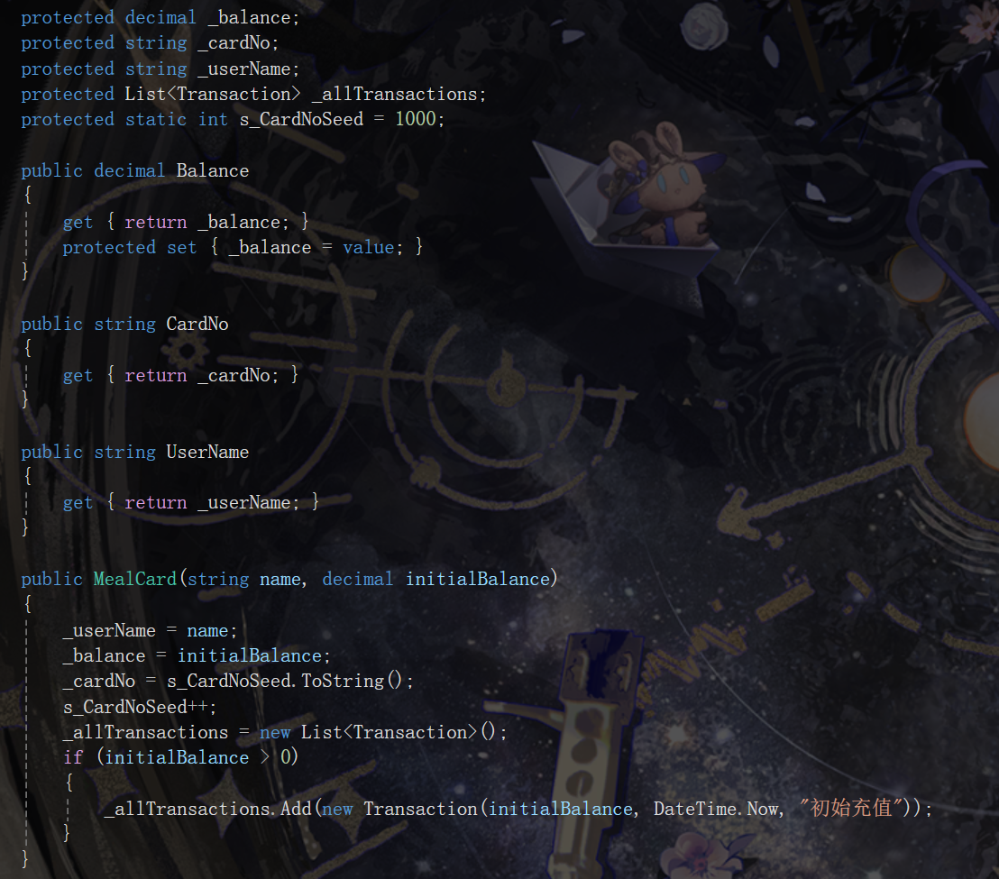 protected decimal _balance;
protected string _cardNo;
protected string _userName;
protected List<Transaction> _allTransactions;
protected static int s_CardNoSeed = 1000;
public decimal Balance
{
get { return _balance; }
protected set { _balance = value; }
}
public string CardNo
{
get { return _cardNo; }
}
public string UserName
{
get { return _userName; }
}
public MealCard(string name, decimal initialBalance)
{
_userName = name;
_balance = initialBalance;
_cardNo = s_CardNoSeed.ToString();
s_CardNoSeed++;
_allTransactions = new List<Transaction>();
if (initialBalance > 0)
{
_allTransactions.Add(new Transaction(initialBalance, DateTime.Now, "初始充值"));
}
}